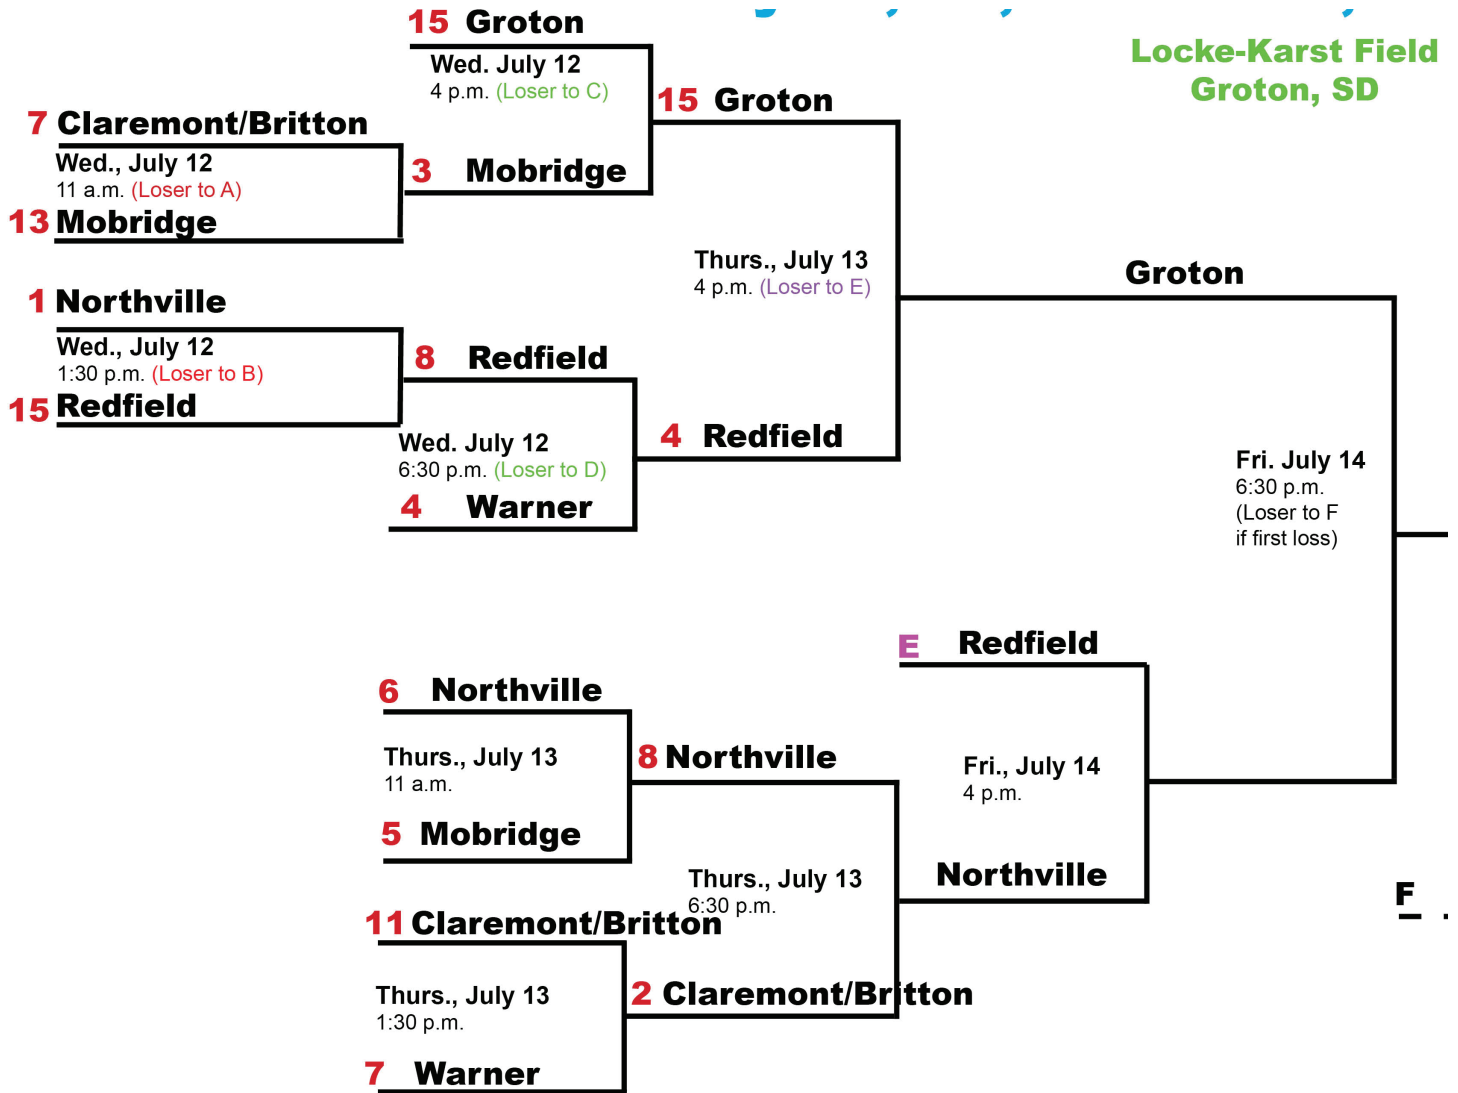 15 Groton
Wed. July 12
4 p.m. (Loser to C)
Locke-Karst Field
Groton, SD
15 Groton
7 Claremont/Britton
Wed., July 12
11 a.m. (Loser to A)
13 Mobridge
3 Mobridge
Thurs., July 13
4 p.m. (Loser to E)
Groton
1 Northville
Wed., July 12
1:30 p.m. (Loser to B)
15 Redfield
8 Redfield
Wed. July 12
6:30 p.m. (Loser to D)
4 Warner
4 Redfield
Fri. July 14
6:30 p.m.
(Loser to F
if first loss)
E Redfield
6 Northville
Thurs., July 13
11 a.m.
5 Mobridge
8 Northville
Fri., July 14
4 p.m.
Thurs., July 13
6:30 p.m.
Northville
F
11 Claremont/Britton
Thurs., July 13
1:30 p.m.
7 Warner
2 Claremont/Britton